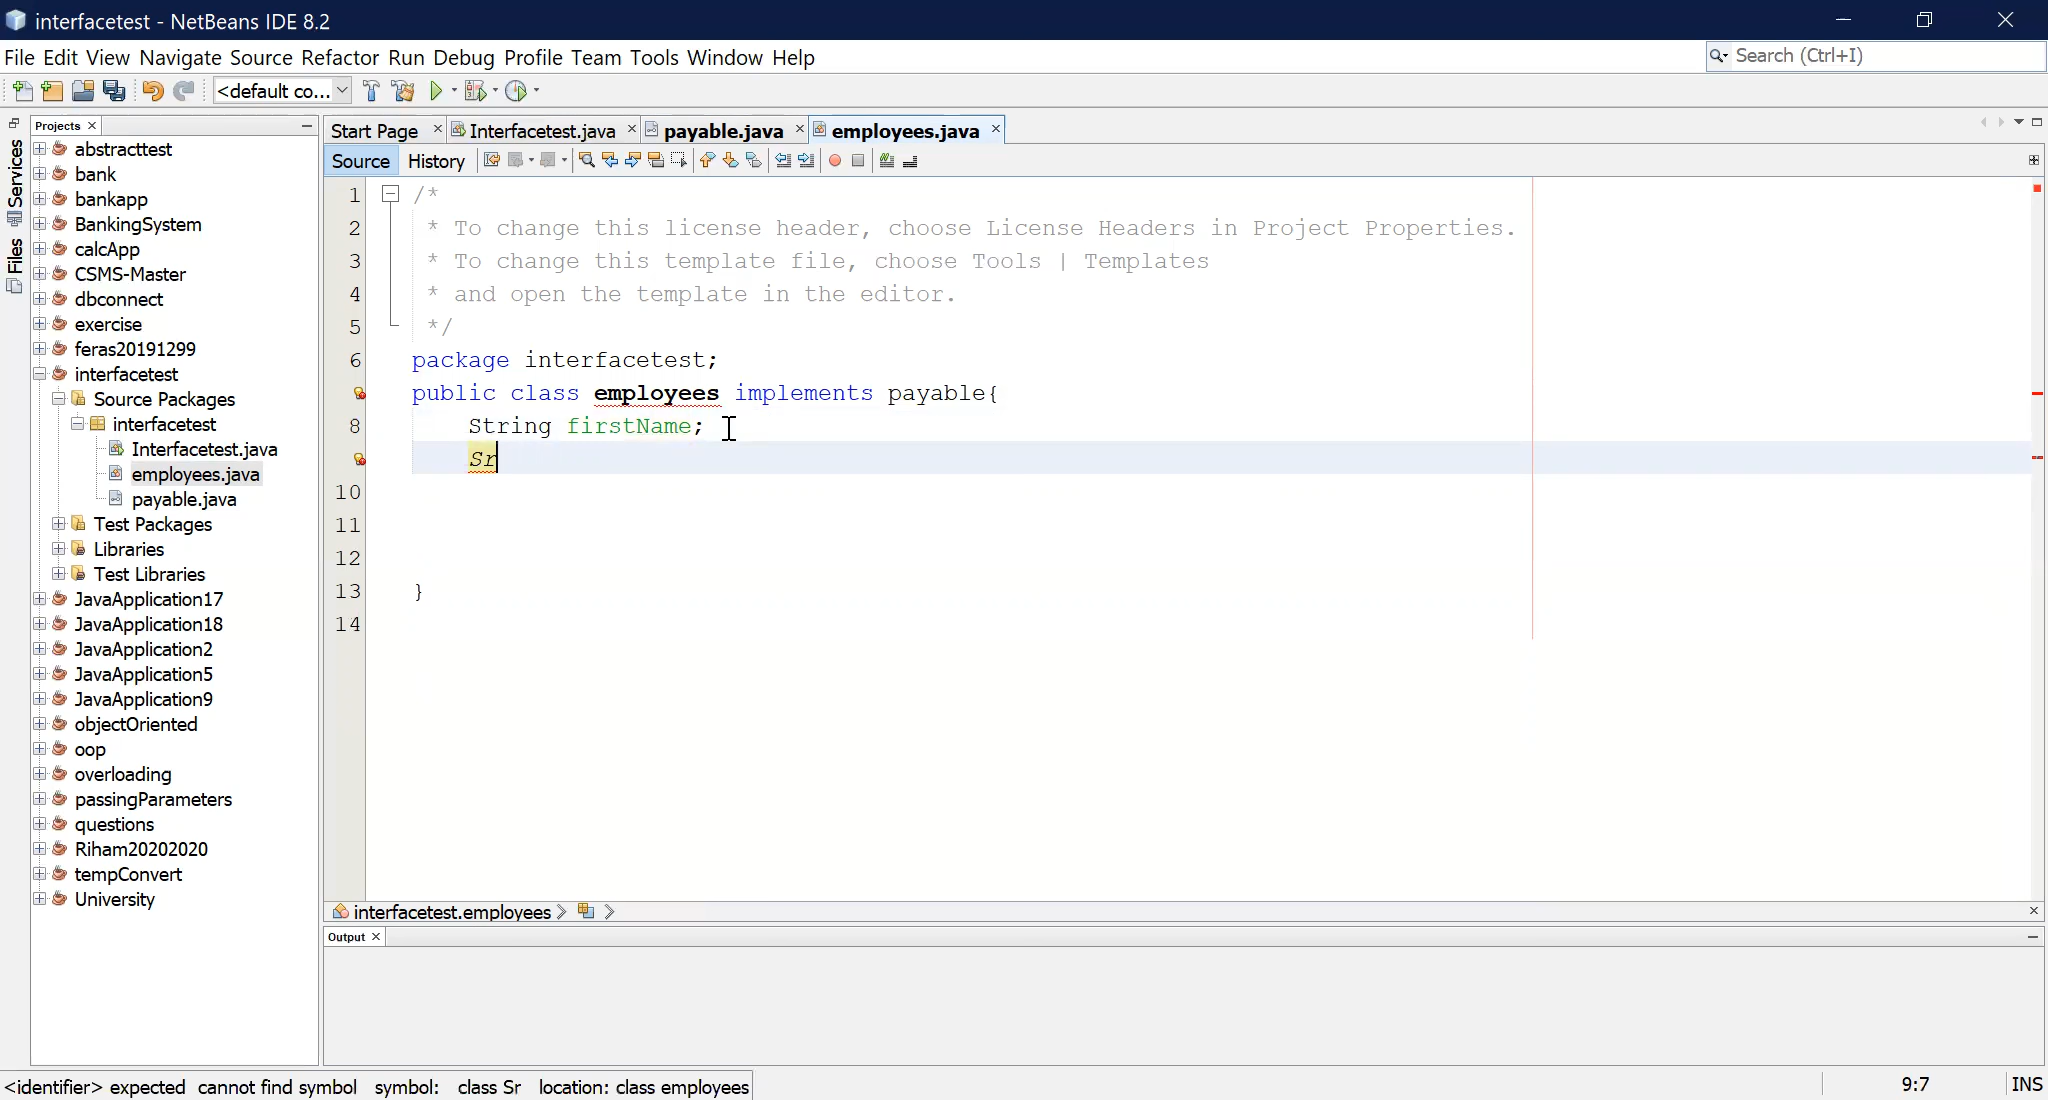 interfacetest - NetBeans IDE 8.2
File Edit View Navigate Source Refactor Run Debug Profile Team Tools Window Help
Search (Ctrl+I)
<default co...
Services
Files
Projects
abstracttest
bank
bankapp
BankingSystem
calcApp
CSMS-Master
dbconnect
exercise
feras20191299
interfacetest
Source Packages
interfacetest
Interfacetest.java
employees.java
payable.java
Test Packages
Libraries
Test Libraries
JavaApplication17
JavaApplication18
JavaApplication2
JavaApplication5
JavaApplication9
objectOriented
oop
overloading
passingParameters
questions
Riham20202020
tempConvert
University
Start Page Interfacetest.java payable.java employees.java
Source History
1 /*
2 * To change this license header, choose License Headers in Project Properties.
3 * To change this template file, choose Tools | Templates
4 * and open the template in the editor.
5 */
6 package interfacetest;
public class employees implements payable{
8 String firstName;
Sr
10
11
12
13 }
14
interfacetest.employees
Output
<identifier> expected cannot find symbol symbol: class Sr location: class employees
9:7 INS